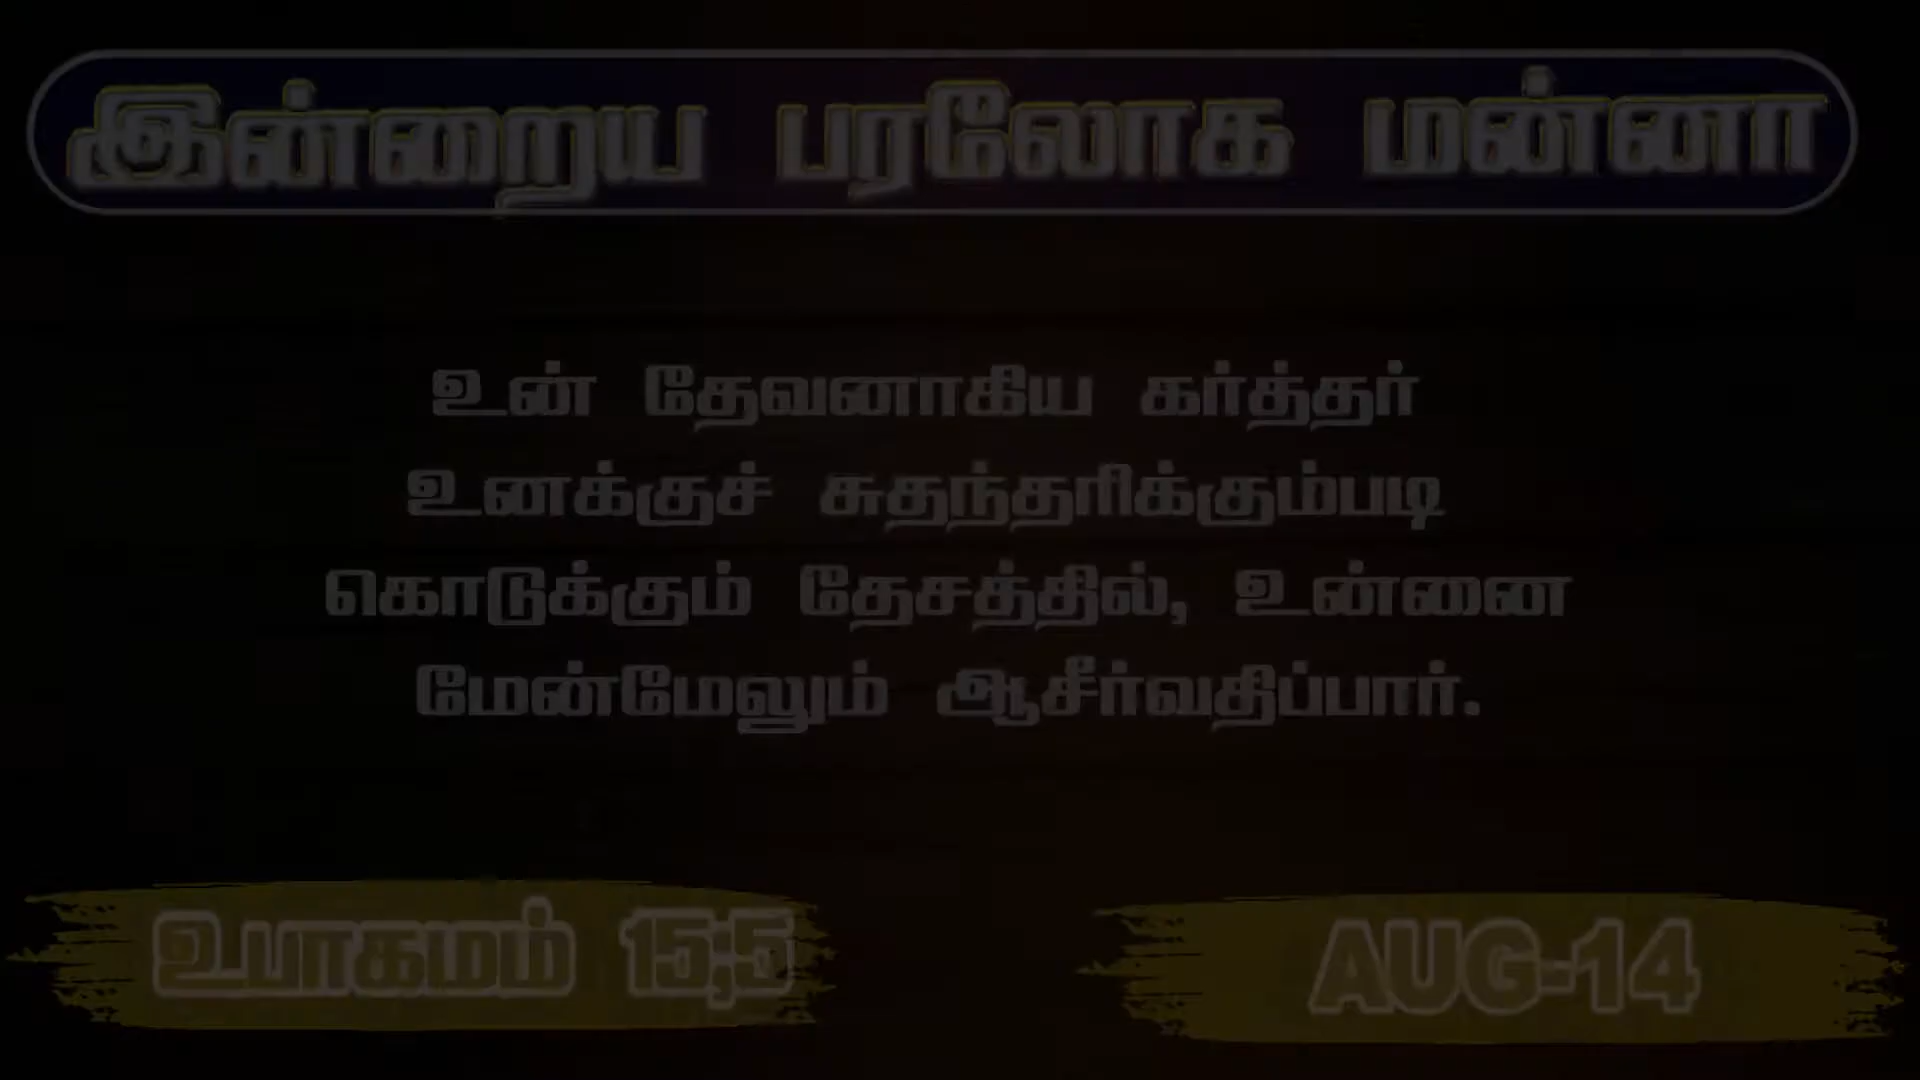 இன்றைய பரலோக மன்னா
உன் தேவனாகிய கர்த்தர்
உனக்குச் சுதந்தரிக்கும்படி
கொடுக்கும் தேசத்தில், உன்னை
மேன்மேலும் ஆசீர்வதிப்பார்.
உபாகமம் 15;5
AUG-14